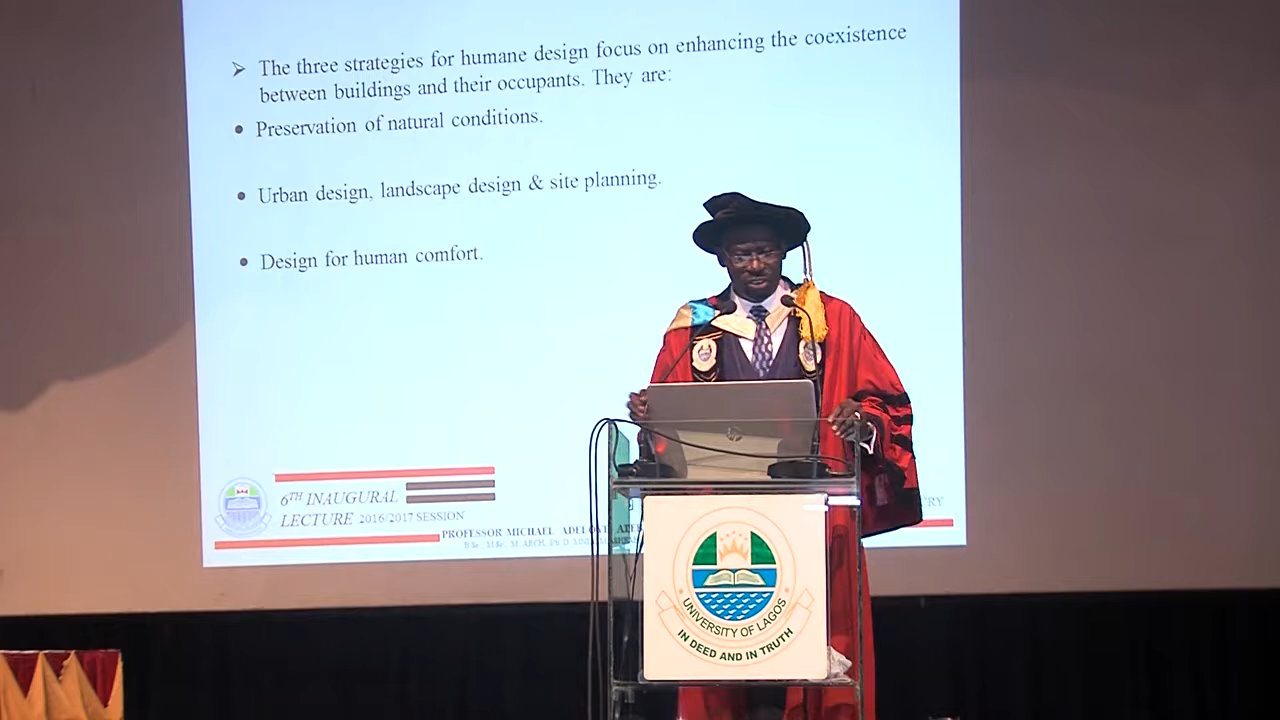 ➢ The three strategies for humane design focus on enhancing the coexistence
between buildings and their occupants. They are:
• Preservation of natural conditions.
• Urban design, landscape design & site planning.
• Design for human comfort.
6TH INAUGURAL
LECTURE 2016/2017 SESSION
PROFESSOR MICHAEL
UNIVERSITY OF LAGOS
IN DEED AND IN TRUTH
hp